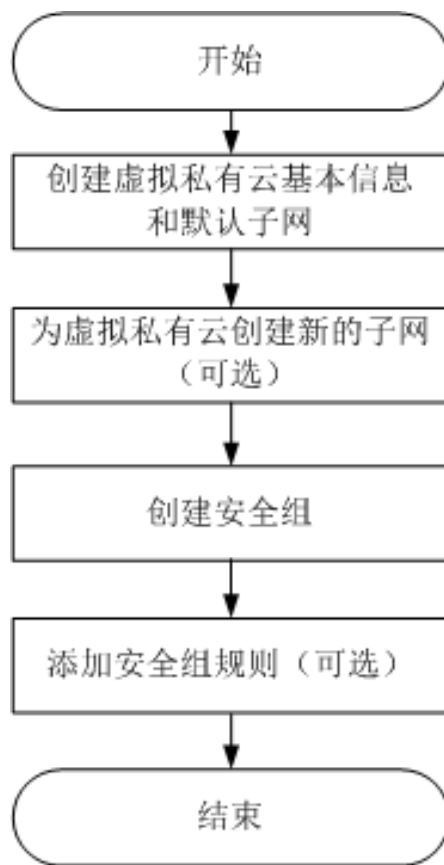 开始
创建虚拟私有云基本信息
和默认子网
为虚拟私有云创建新的子网
（可选）
创建安全组
添加安全组规则（可选）
结束